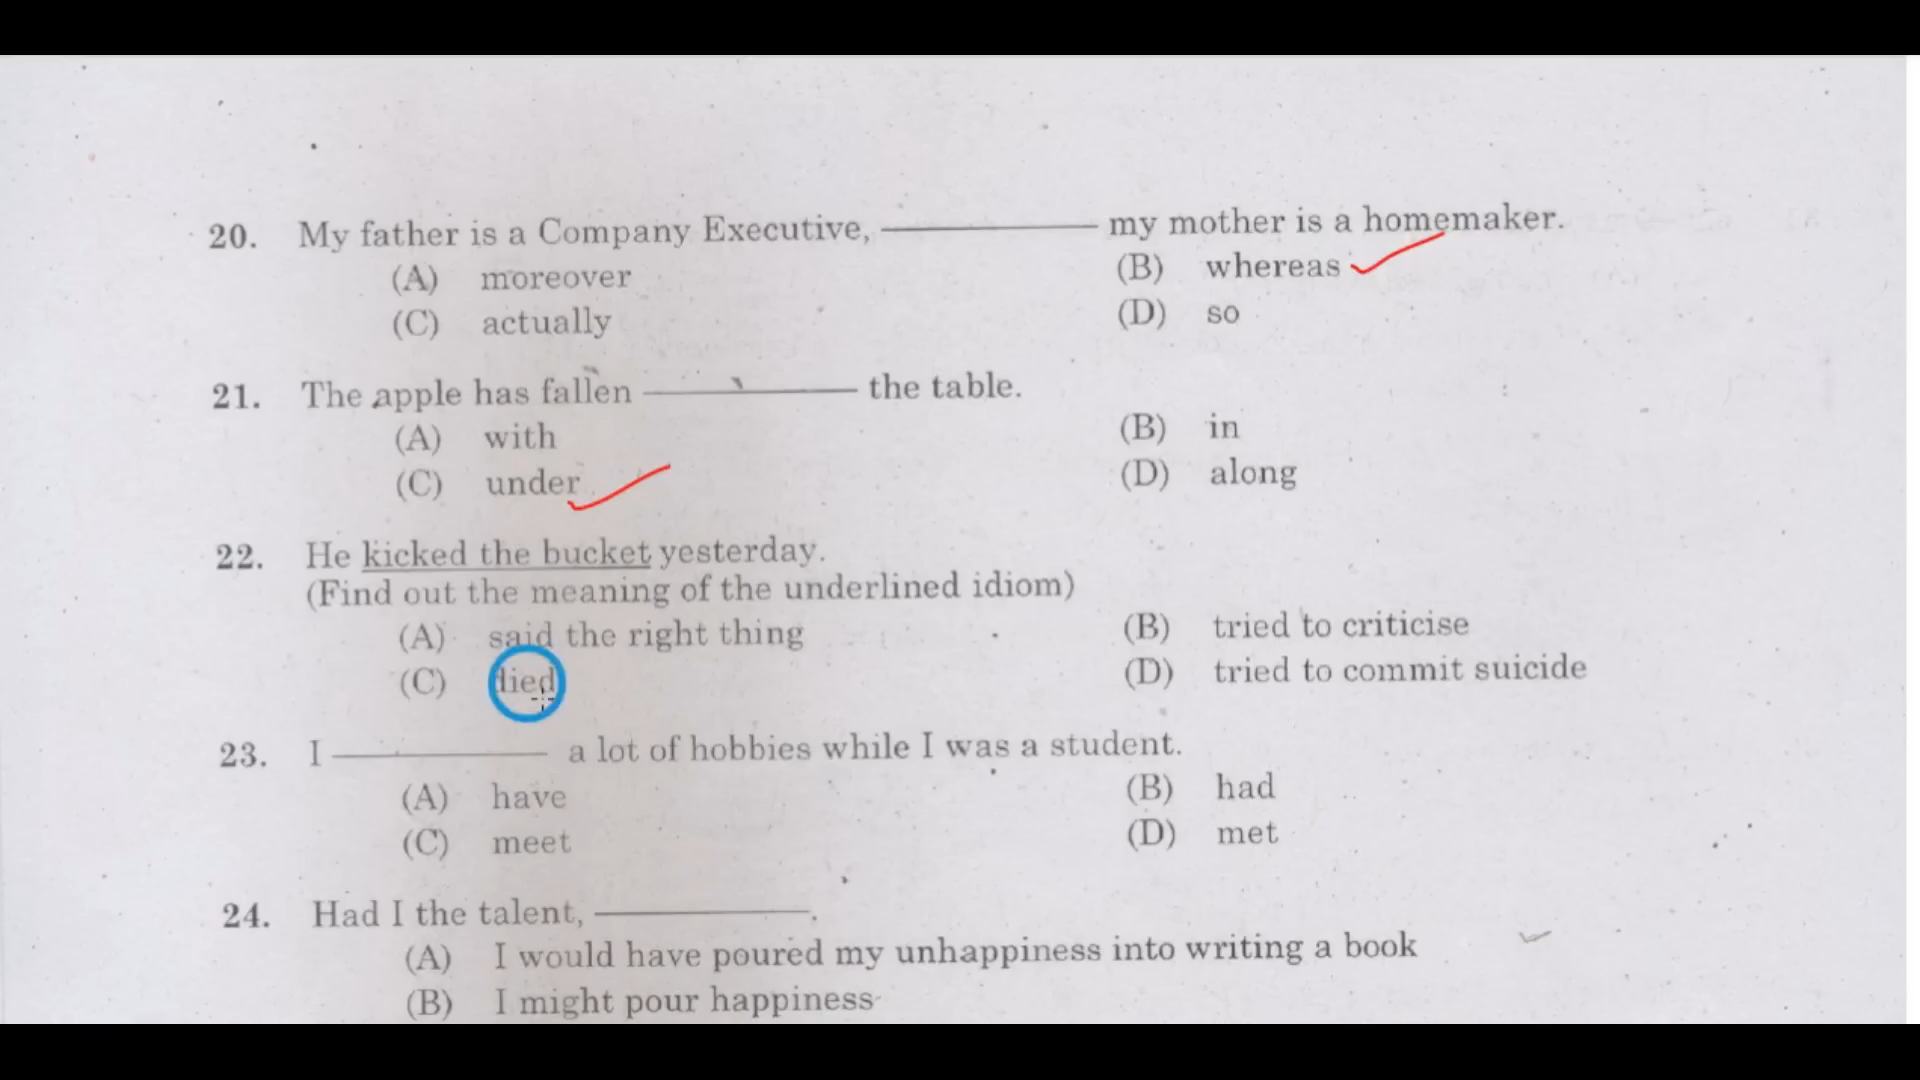 20. My father is a Company Executive, ———— my mother is a homemaker.
(A) moreover (B) whereas
(C) actually (D) so
21. The apple has fallen ———— the table.
(A) with (B) in
(C) under (D) along
22. He kicked the bucket yesterday.
(Find out the meaning of the underlined idiom)
(A) said the right thing (B) tried to criticise
(C) died (D) tried to commit suicide
23. I ———— a lot of hobbies while I was a student.
(A) have (B) had
(C) meet (D) met
24. Had I the talent, ————.
(A) I would have poured my unhappiness into writing a book
(B) I might pour happiness